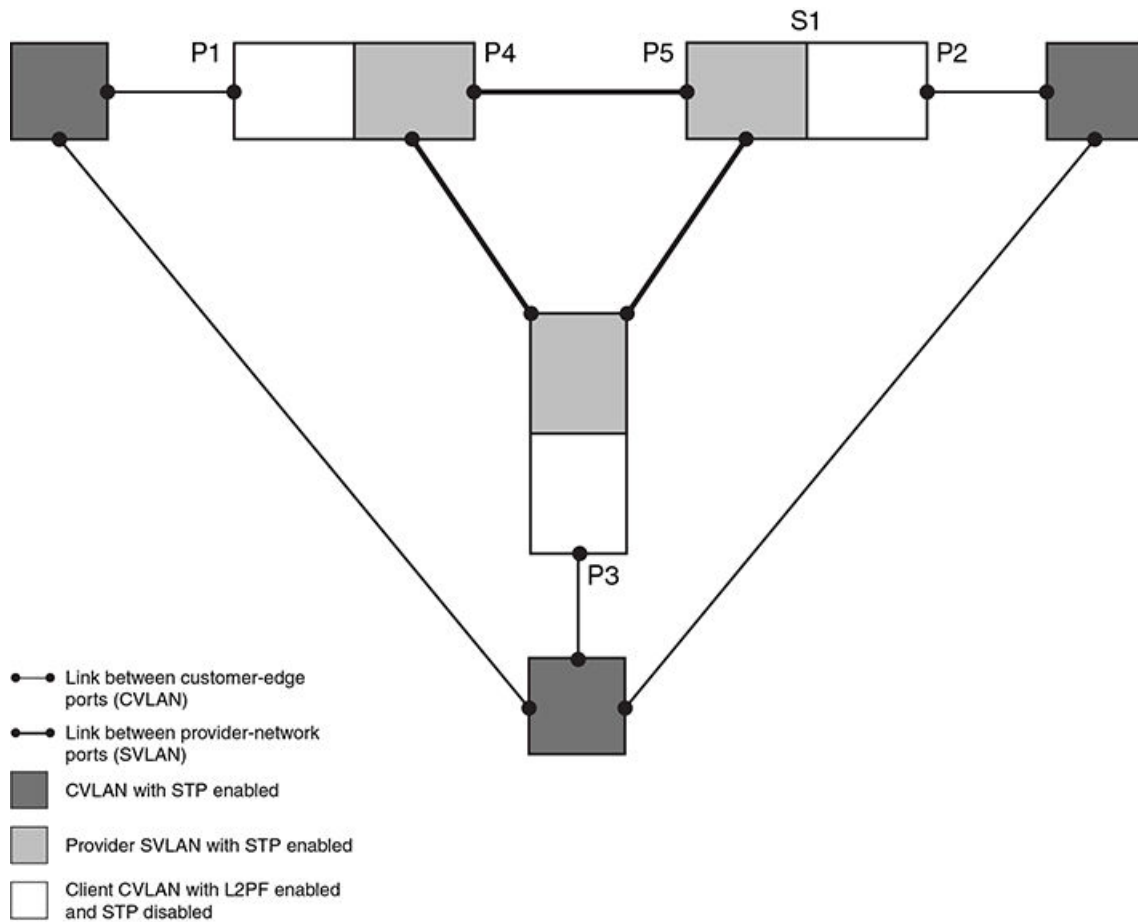 S1
P1
P4
P5
P2
P3
Link between customer-edge
ports (CVLAN)
Link between provider-network
ports (SVLAN)
CVLAN with STP enabled
Provider SVLAN with STP enabled
Client CVLAN with L2PF enabled
and STP disabled